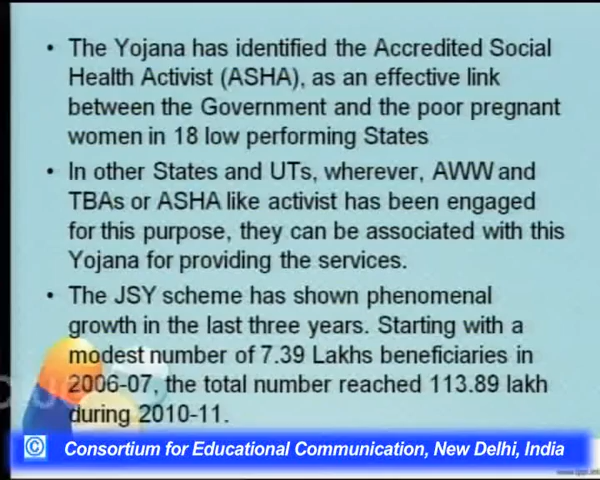 • The Yojana has identified the Accredited Social
Health Activist (ASHA), as an effective link
between the Government and the poor pregnant
women in 18 low performing States
• In other States and UTs, wherever, AWW and
TBAs or ASHA like activist has been engaged
for this purpose, they can be associated with this
Yojana for providing the services.
• The JSY scheme has shown phenomenal
growth in the last three years. Starting with a
modest number of 7.39 Lakhs beneficiaries in
2006-07, the total number reached 113.89 lakh
during 2010-11.
© Consortium for Educational Communication, New Delhi, India